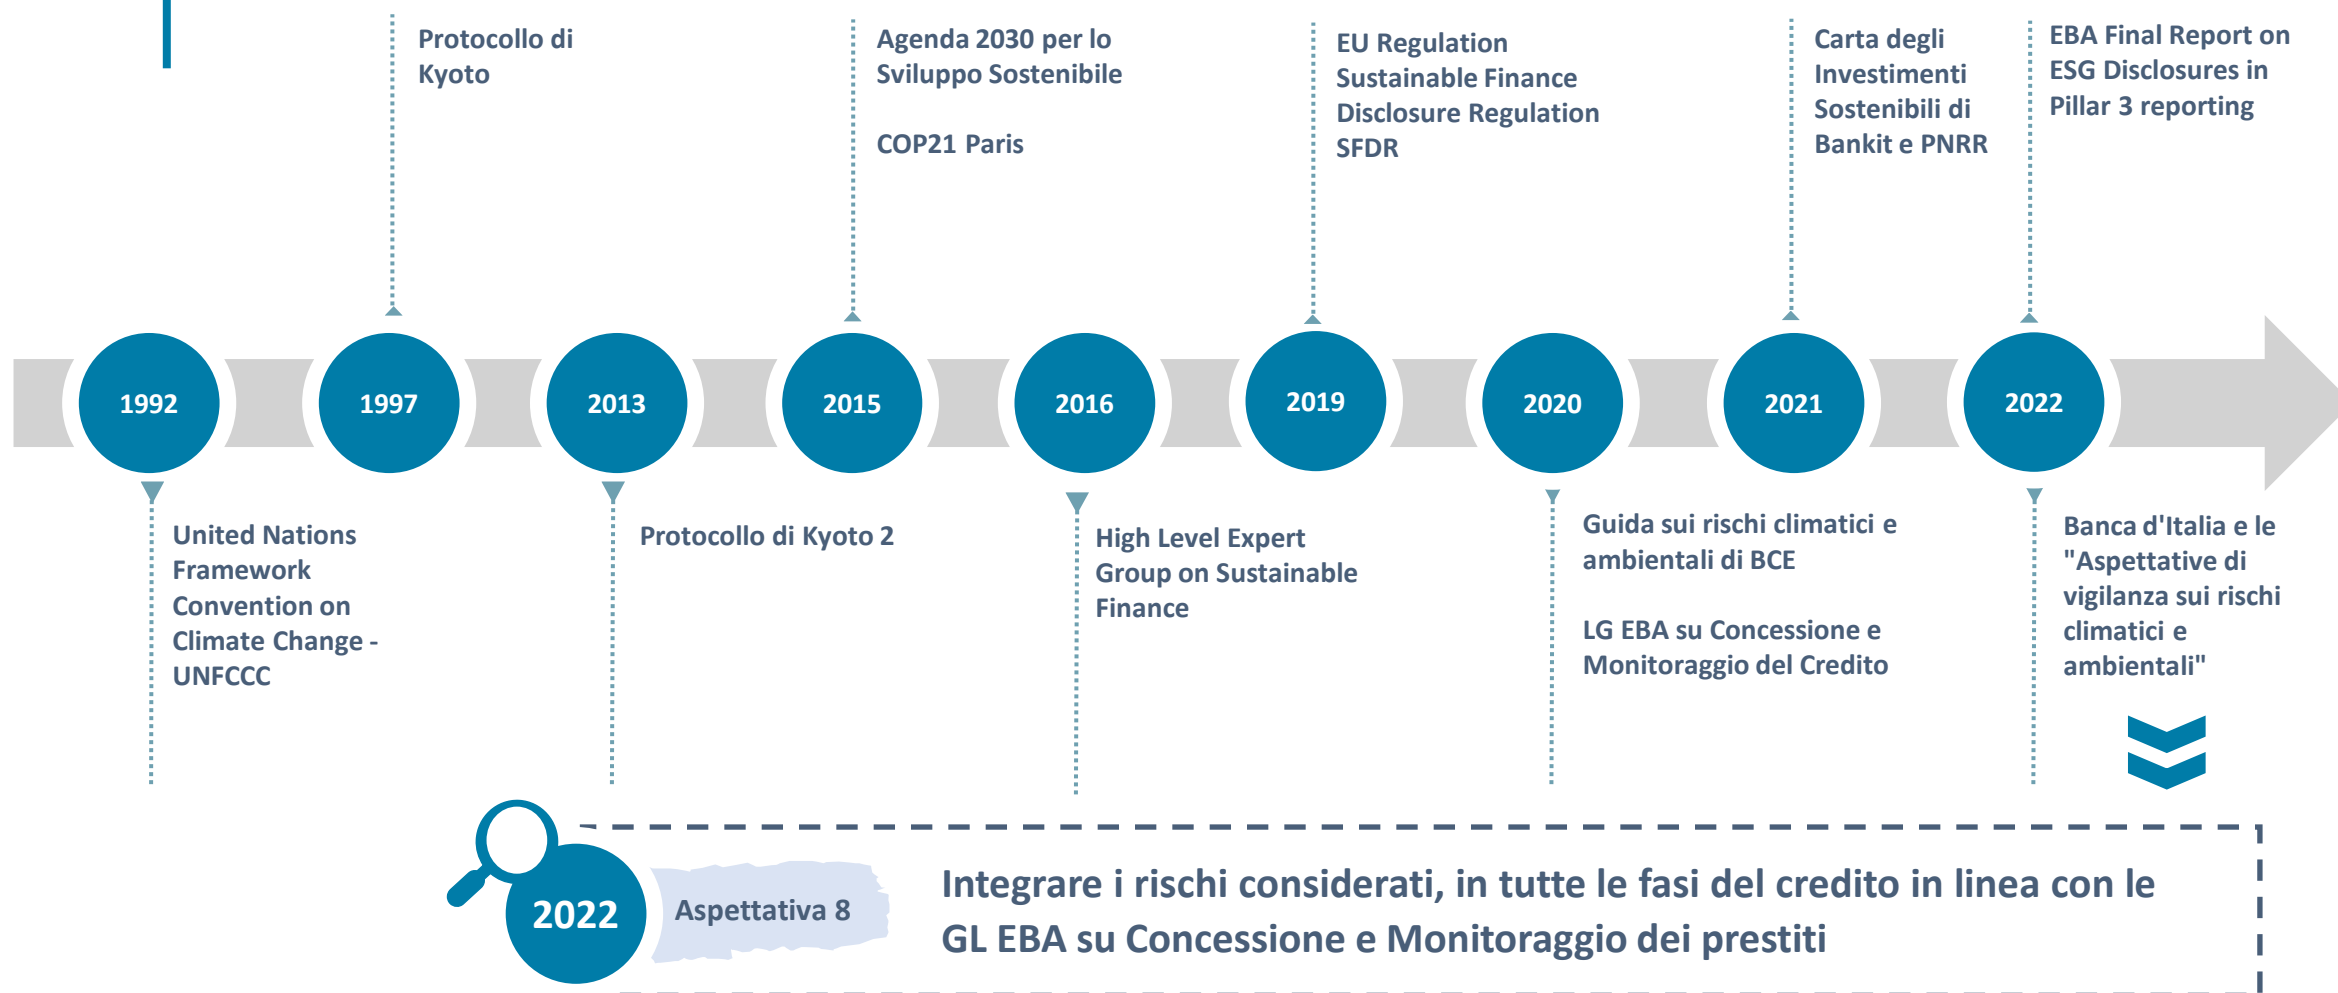 Protocollo di
Kyoto
Agenda 2030 per lo
Sviluppo Sostenibile
COP21 Paris
EU Regulation
Sustainable Finance
Disclosure Regulation
SFDR
Carta degli
Investimenti
Sostenibili di
Bankit e PNRR
EBA Final Report on
ESG Disclosures in
Pillar 3 reporting
1992
1997
2013
2015
2016
2019
2020
2021
2022
United Nations
Framework
Convention on
Climate Change -
UNFCCC
Protocollo di Kyoto 2
High Level Expert
Group on Sustainable
Finance
Guida sui rischi climatici e
ambientali di BCE
LG EBA su Concessione e
Monitoraggio del Credito
Banca d'Italia e le
"Aspettative di
vigilanza sui rischi
climatici e
ambientali"
2022
Aspettativa 8
Integrare i rischi considerati, in tutte le fasi del credito in linea con le
GL EBA su Concessione e Monitoraggio dei prestiti